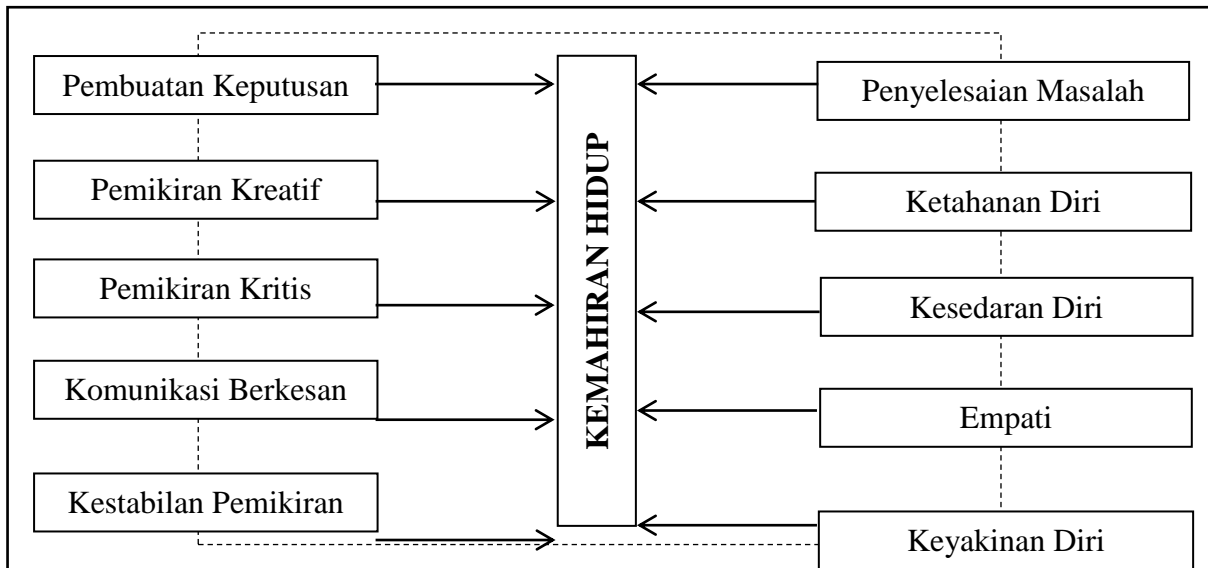 Pembuatan Keputusan
Pemikiran Kreatif
Pemikiran Kritis
Komunikasi Berkesan
Kestabilan Pemikiran
KEMAHIRAN HIDUP
Penyelesaian Masalah
Ketahanan Diri
Kesedaran Diri
Empati
Keyakinan Diri